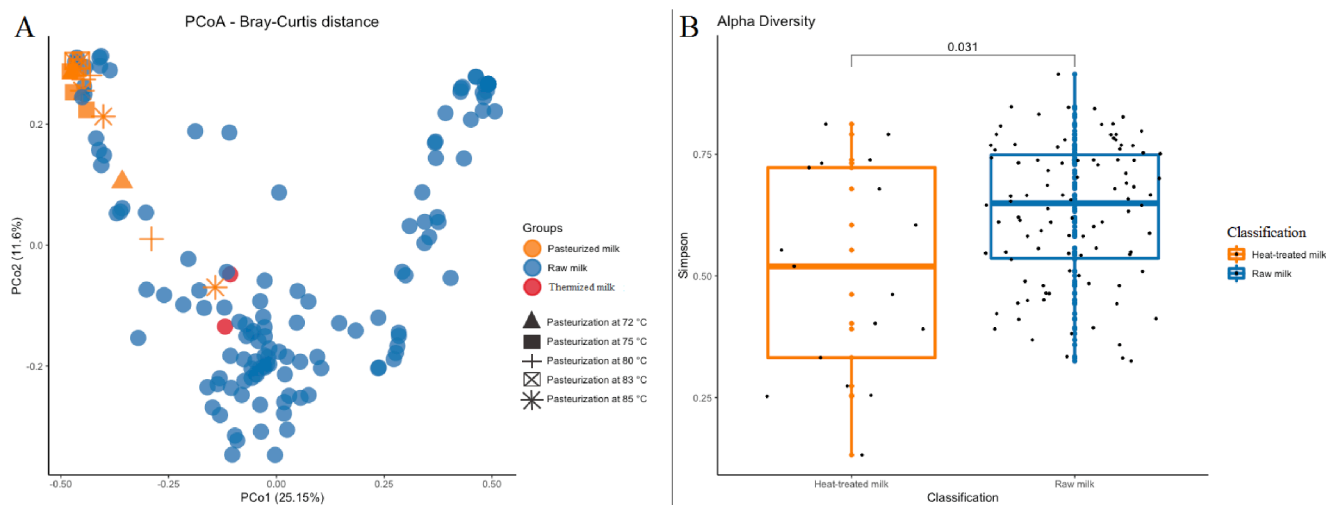 A
PCoA - Bray-Curtis distance
PCo2 (11.6%)
0.2
0.0
-0.2
-0.50
-0.25
0.00
0.25
0.50
PCo1 (25.15%)
Groups
Pasteurized milk
Raw milk
Thermized milk
Pasteurization at 72 °C
Pasteurization at 75 °C
Pasteurization at 80 °C
Pasteurization at 83 °C
Pasteurization at 85 °C
B
Alpha Diversity
0.031
Simpson
0.75
0.50
0.25
Heat-treated milk
Raw milk
Classification
Classification
Heat-treated milk
Raw milk